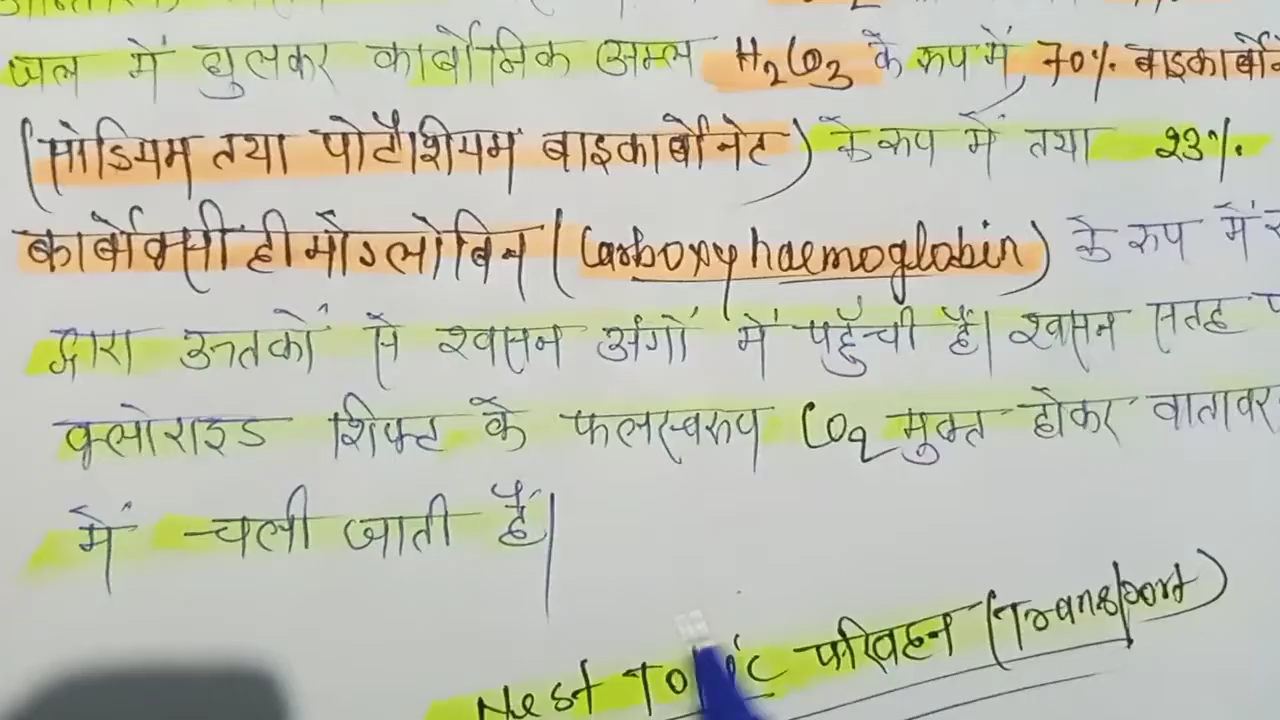 जल में घुलकर कार्बोनिक अम्ल H2CO3 के रूप में, 70% बाइकार्बोने
(सोडियम तथा पोटैशियम बाइकार्बोनेट) के रूप में तथा 23%
कार्बोक्सी हीमोग्लोबिन (Carboxyhaemoglobin) के रुप में
द्वारा ऊतकों से श्वसन अंगों में पहुँची हैं। श्वसन सतह प
क्लोराइड शिफ्ट के फलस्वरूप CO2 मुक्त होकर वातावर
में चली जाती हैं।
Next Topic परिवहन (Transport)